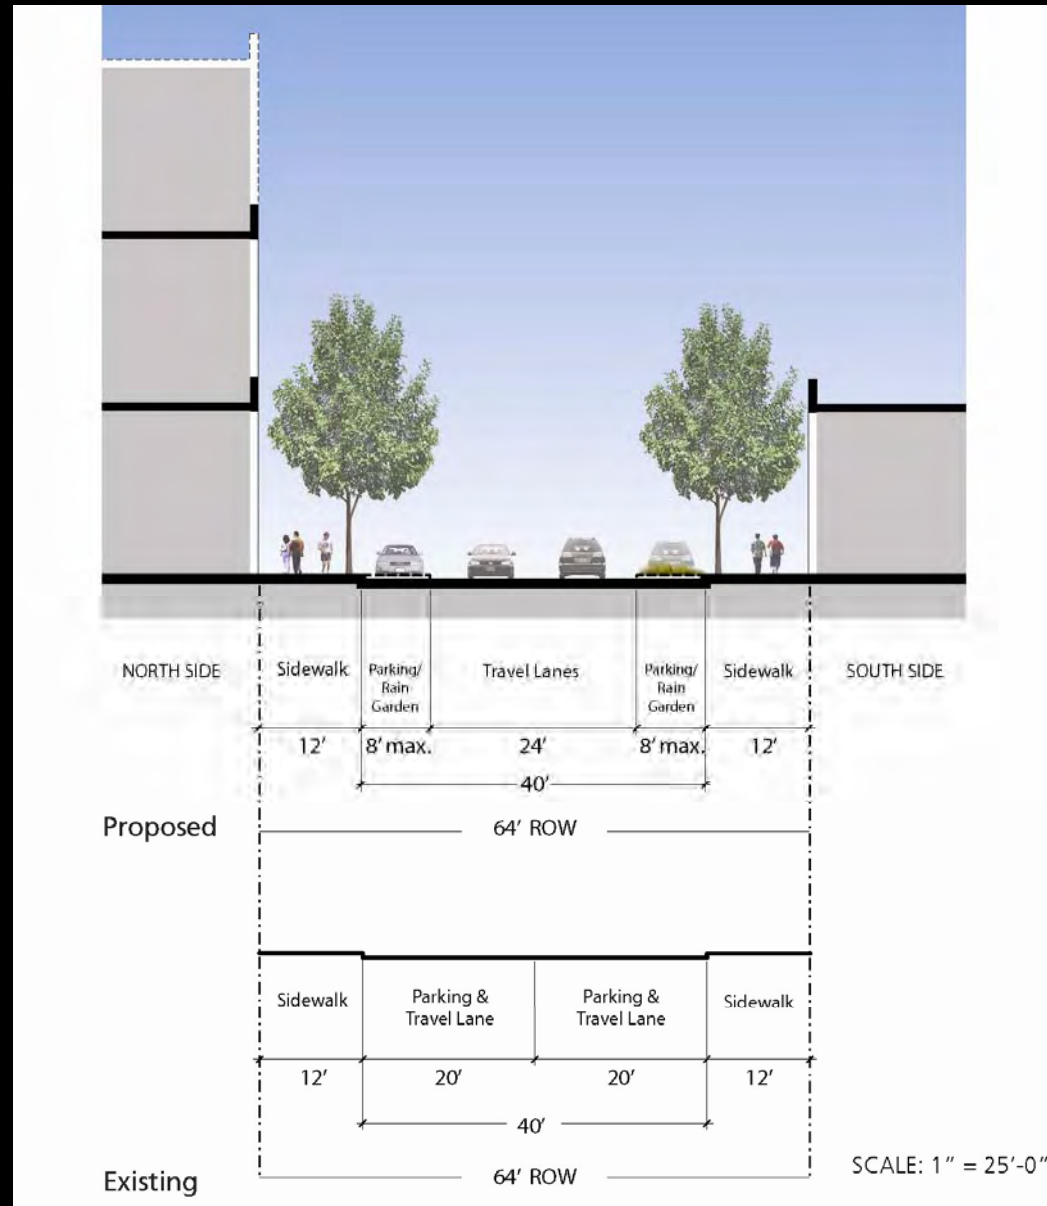 NORTH SIDE
Sidewalk
Parking/
Rain
Garden
Travel Lanes
Parking/
Rain
Garden
Sidewalk
SOUTH SIDE
12'
8' max.
24'
8' max.
12'
40'
Proposed
64' ROW
Sidewalk
Parking &
Travel Lane
Parking &
Travel Lane
Sidewalk
12'
20'
20'
12'
40'
Existing
64' ROW
SCALE: 1" = 25'-0"